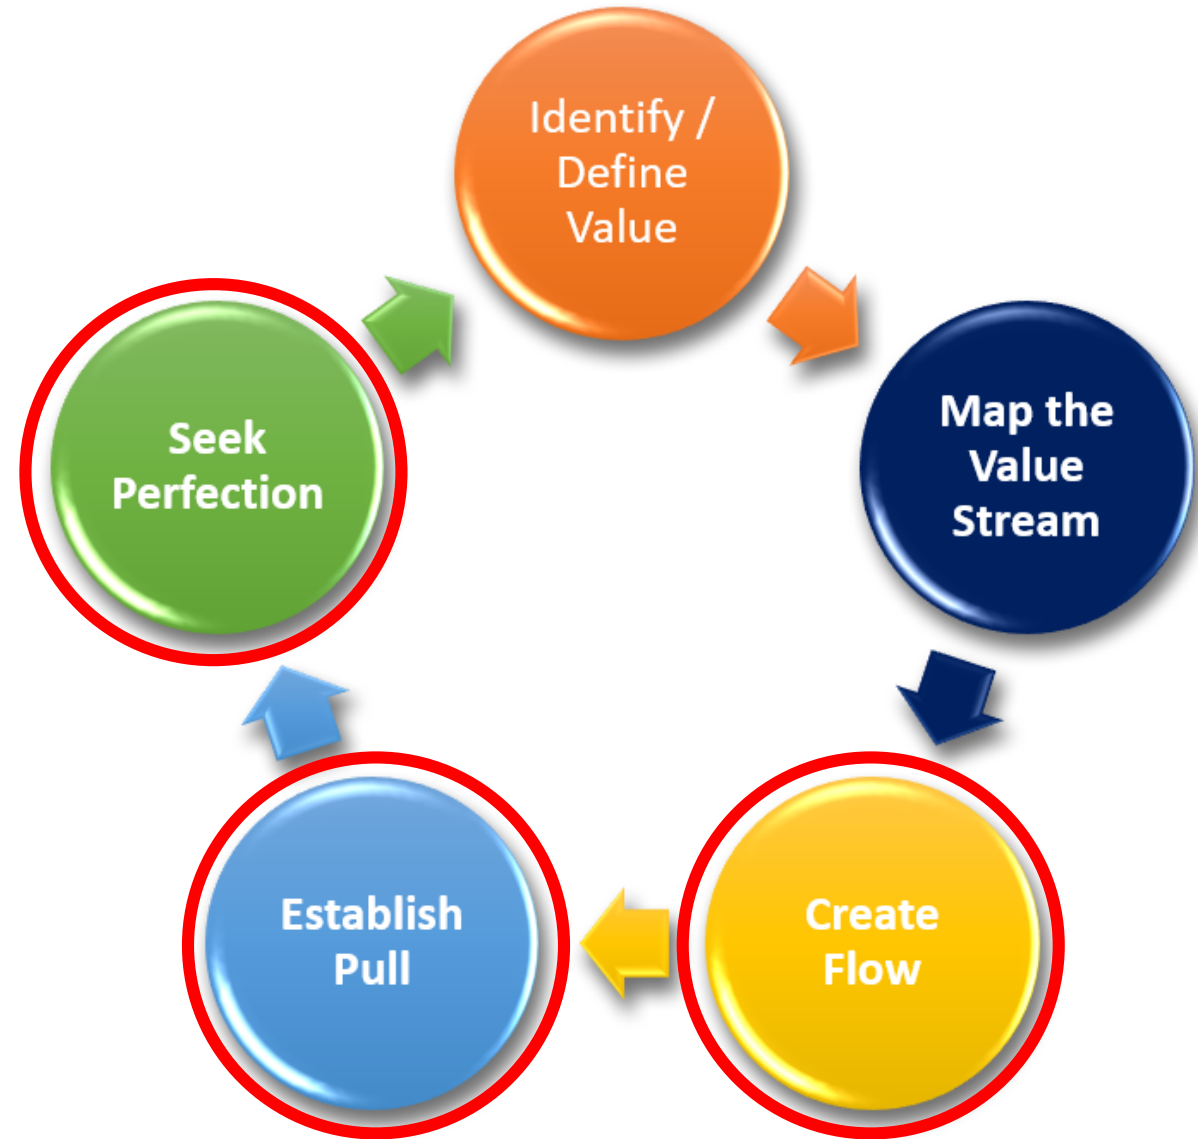 Identify /
Define
Value
Map the
Value
Stream
Create
Flow
Establish
Pull
Seek
Perfection